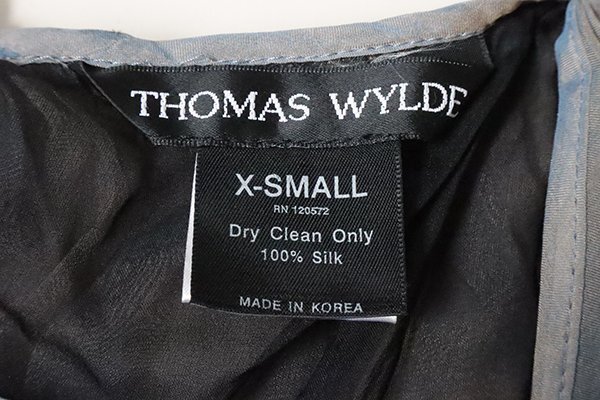 THOMAS WYLDE
X-SMALL
RN 120572
Dry Clean Only
100% Silk
MADE IN KOREA